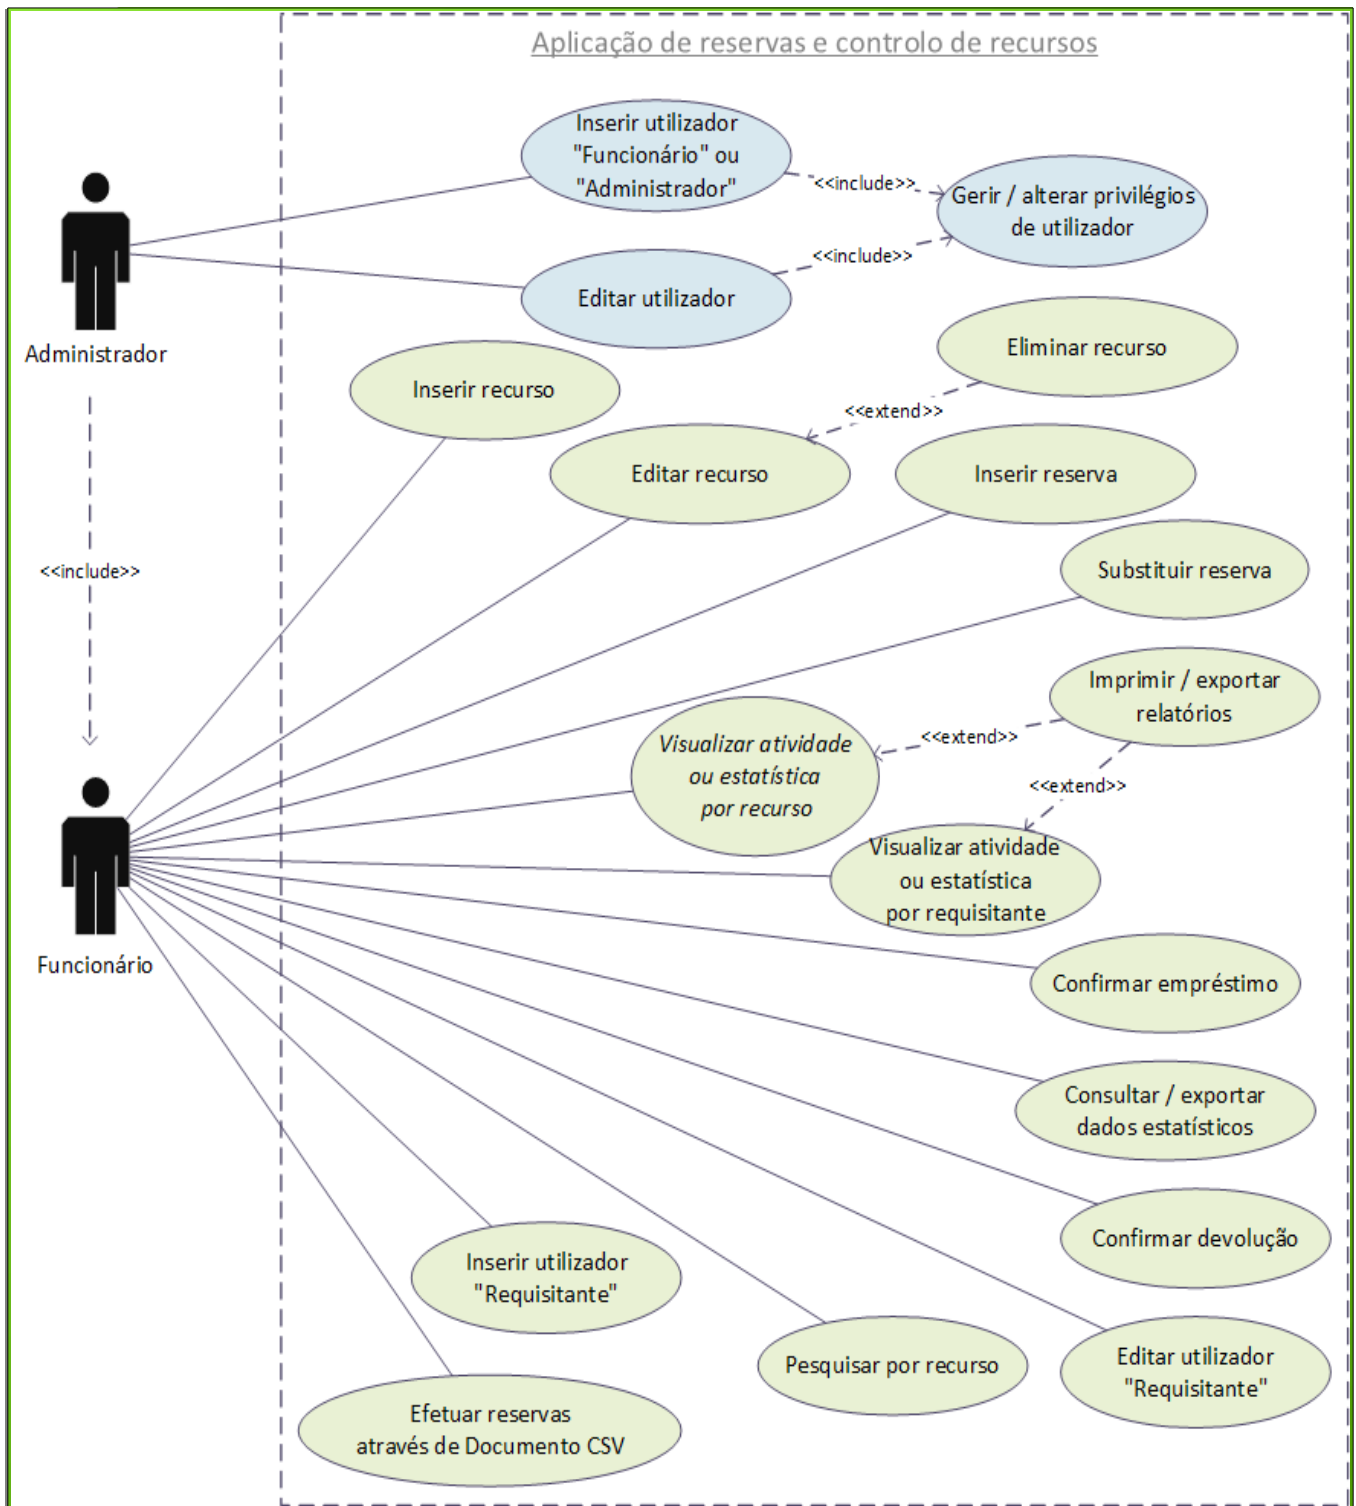 Aplicação de reservas e controlo de recursos
Inserir utilizador
"Funcionário" ou
"Administrador"
<<include>>
Gerir / alterar privilégios
de utilizador
<<include>>
Editar utilizador
Administrador
Eliminar recurso
Inserir recurso
<<extend>>
Editar recurso
Inserir reserva
<<include>>
Substituir reserva
Imprimir / exportar
relatórios
<<extend>>
Visualizar atividade
ou estatística
por recurso
<<extend>>
Visualizar atividade
ou estatística
por requisitante
Funcionário
Confirmar empréstimo
Consultar / exportar
dados estatísticos
Confirmar devolução
Inserir utilizador
"Requisitante"
Pesquisar por recurso
Editar utilizador
"Requisitante"
Efetuar reservas
através de Documento CSV